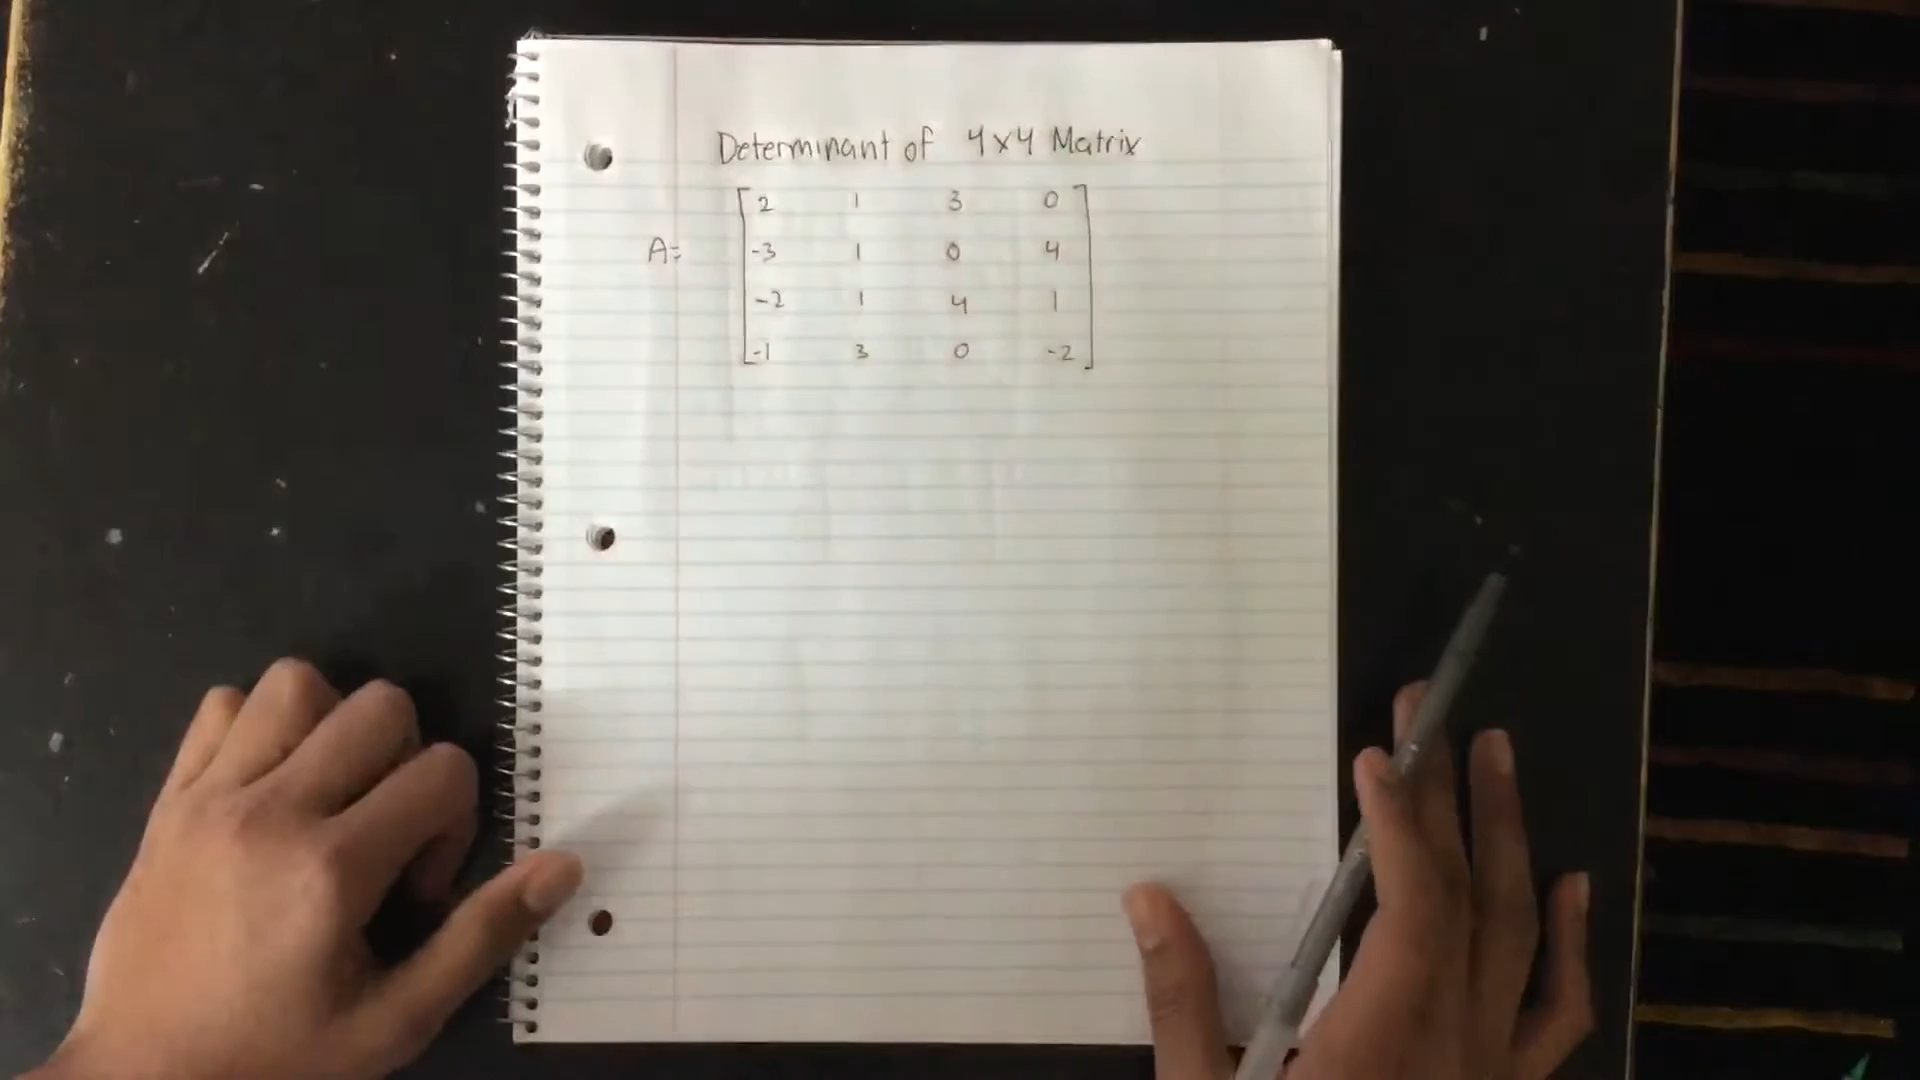 Determinant of 4x4 Matrix
2 1 3 0
A= -3 1 0 4
-2 1 4 1
-1 3 0 -2